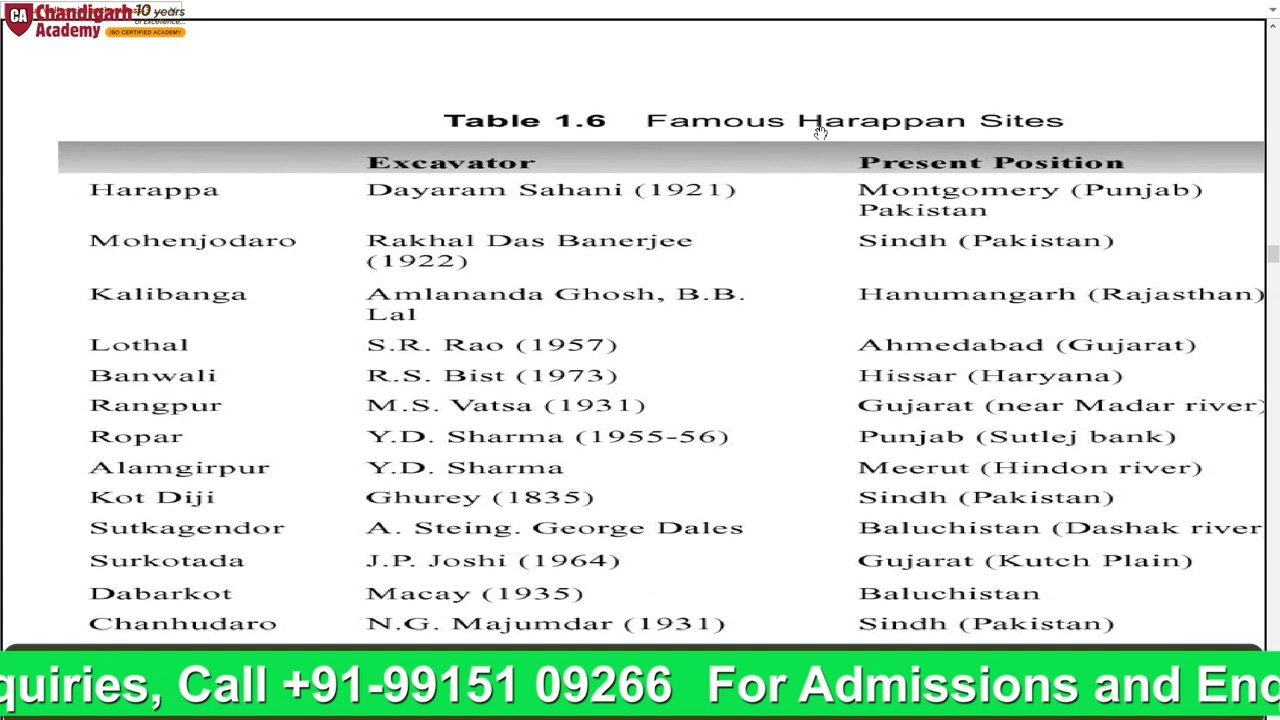 Chandigarh 10 years
of Excellence...
Academy ISO CERTIFIED ACADEMY
Table 1.6 Famous Harappan Sites
Excavator Present Position
Harappa Dayaram Sahani (1921) Montgomery (Punjab)
Pakistan
Mohenjodaro Rakhal Das Banerjee Sindh (Pakistan)
(1922)
Kalibanga Amlananda Ghosh, B.B. Hanumangarh (Rajasthan)
Lal
Lothal S.R. Rao (1957) Ahmedabad (Gujarat)
Banwali R.S. Bist (1973) Hissar (Haryana)
Rangpur M.S. Vatsa (1931) Gujarat (near Madar river)
Ropar Y.D. Sharma (1955-56) Punjab (Sutlej bank)
Alamgirpur Y.D. Sharma Meerut (Hindon river)
Kot Diji Ghurey (1835) Sindh (Pakistan)
Sutkagendor A. Steing. George Dales Baluchistan (Dashak river
Surkotada J.P. Joshi (1964) Gujarat (Kutch Plain)
Dabarkot Macay (1935) Baluchistan
Chanhudaro N.G. Majumdar (1931) Sindh (Pakistan)
quiries, Call +91-99151 09266 For Admissions and Enq